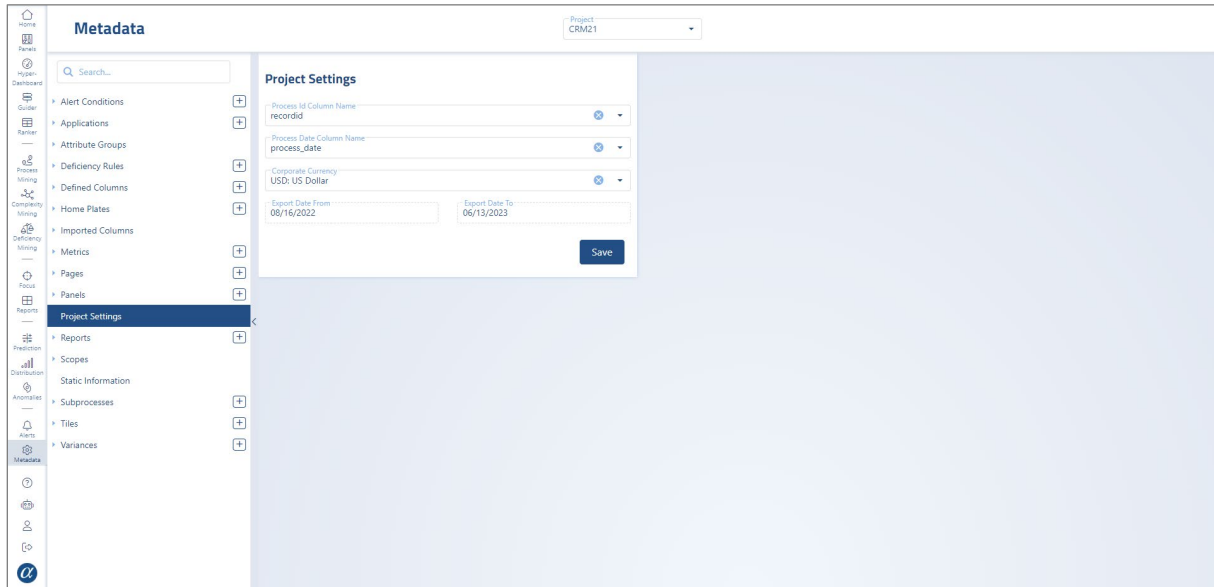 Home
Panels
Hyper-
Dashboard
Guider
Ranker
Process
Mining
Complexity
Mining
Deficiency
Mining
Focus
Reports
Prediction
Distribution
Anomalies
Alerts
Metadata
α
Metadata
Project
CRM21
Search...
Alert Conditions
Applications
Attribute Groups
Deficiency Rules
Defined Columns
Home Plates
Imported Columns
Metrics
Pages
Panels
Project Settings
Reports
Scopes
Static Information
Subprocesses
Tiles
Variances
Project Settings
Process Id Column Name
recordid
Process Date Column Name
process_date
Corporate Currency
USD: US Dollar
Export Date From
08/16/2022
Export Date To
06/13/2023
Save